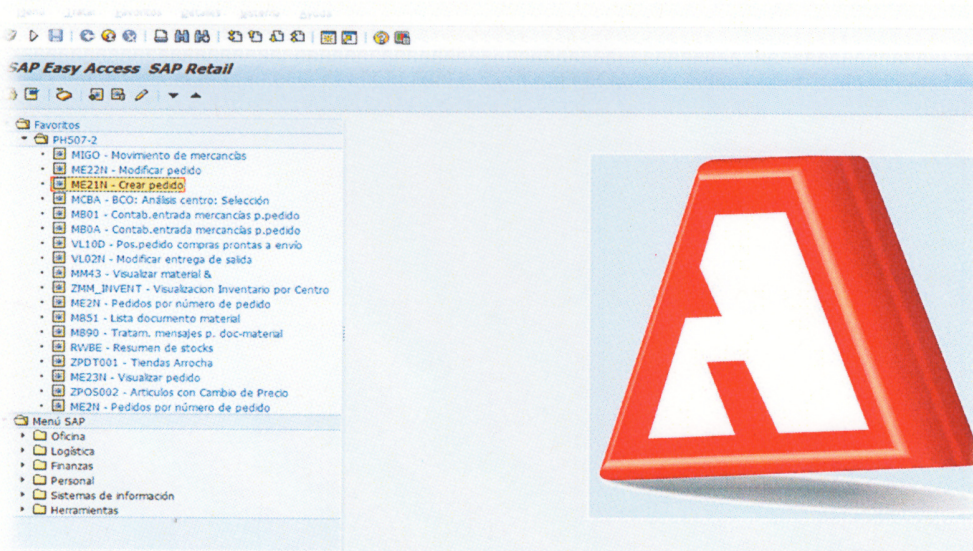 SAP Easy Access SAP Retail
Favoritos
PH507-2
MIGO - Movimiento de mercancías
ME22N - Modificar pedido
ME21N - Crear pedido
MCBA - BCO: Análisis centro: Selección
MB01 - Contab.entrada mercancías p.pedido
MB0A - Contab.entrada mercancías p.pedido
VL10D - Pos.pedido compras prontas a envío
VL02N - Modificar entrega de salida
MM43 - Visualizar material &
ZMM_INVENT - Visualizacion Inventario por Centro
ME2N - Pedidos por número de pedido
MB51 - Lista documento material
MB90 - Tratam. mensajes p. doc-material
RWBE - Resumen de stocks
ZPDT001 - Tiendas Arrocha
ME23N - Visualizar pedido
ZPOS002 - Articulos con Cambio de Precio
ME2N - Pedidos por número de pedido
Menú SAP
Oficina
Logística
Finanzas
Personal
Sistemas de información
Herramientas